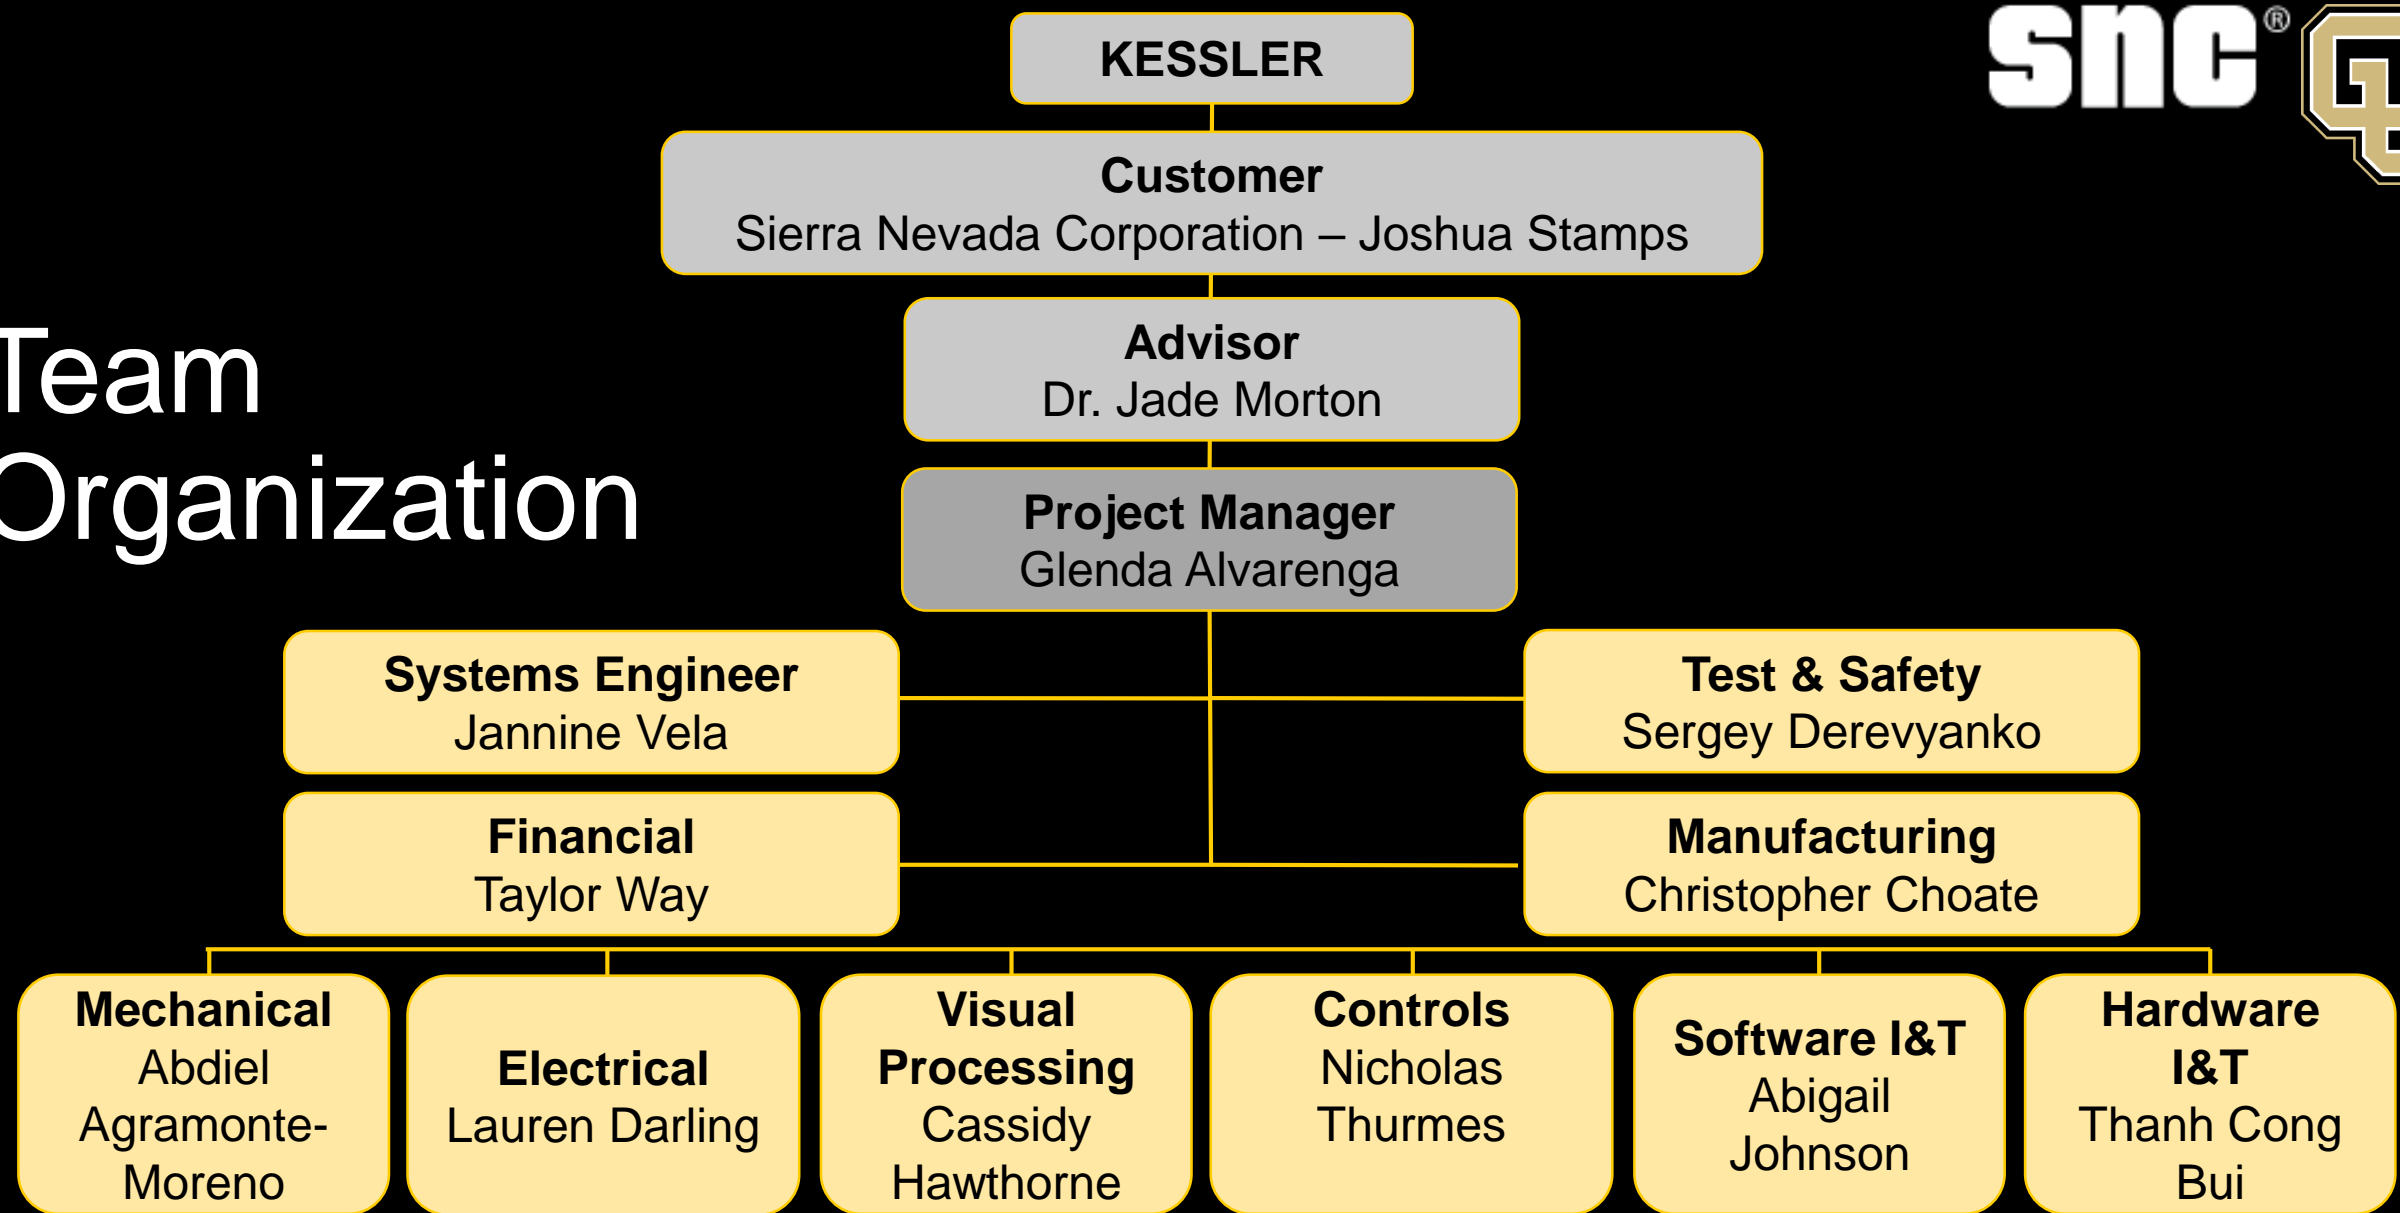 snc®
CU
KESSLER
Customer
Sierra Nevada Corporation – Joshua Stamps
Advisor
Dr. Jade Morton
Team
Organization
Project Manager
Glenda Alvarenga
Systems Engineer
Jannine Vela
Test & Safety
Sergey Derevyanko
Financial
Taylor Way
Manufacturing
Christopher Choate
Mechanical
Abdiel
Agramonte-
Moreno
Electrical
Lauren Darling
Visual
Processing
Cassidy
Hawthorne
Controls
Nicholas
Thurmes
Software I&T
Abigail
Johnson
Hardware
I&T
Thanh Cong
Bui